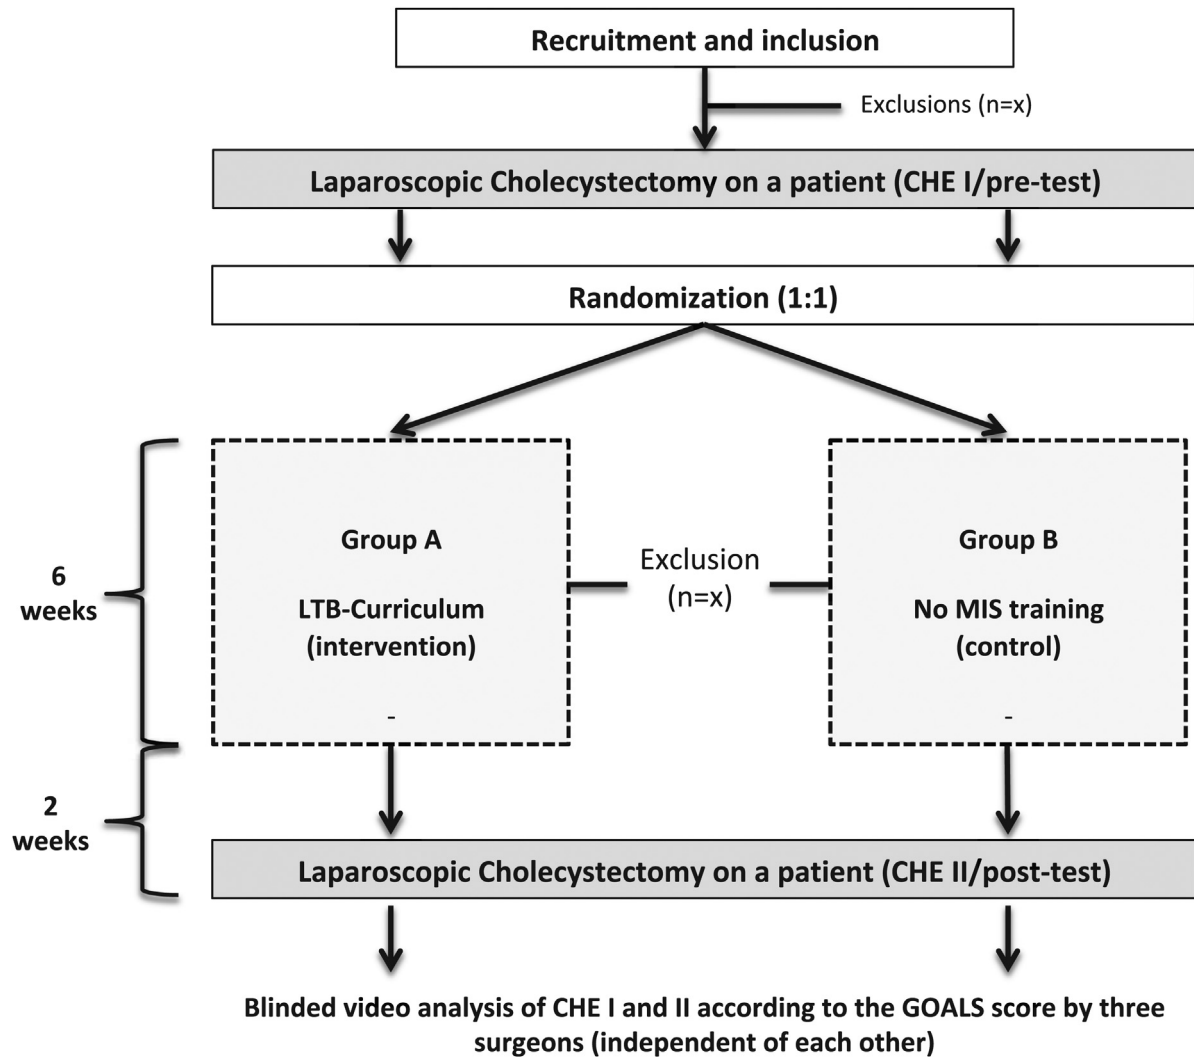 Recruitment and inclusion
Exclusions (n=x)
Laparoscopic Cholecystectomy on a patient (CHE I/pre-test)
Randomization (1:1)
6
weeks
Group A
LTB-Curriculum
(intervention)
-
Exclusion
(n=x)
Group B
No MIS training
(control)
-
2
weeks
Laparoscopic Cholecystectomy on a patient (CHE II/post-test)
Blinded video analysis of CHE I and II according to the GOALS score by three
surgeons (independent of each other)